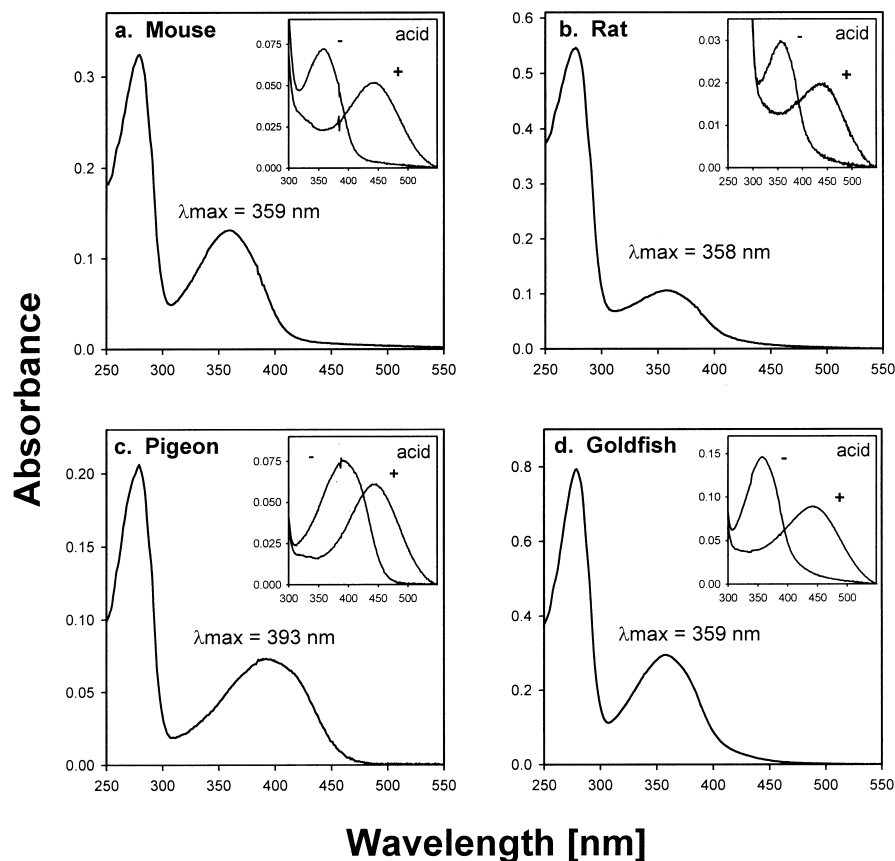 a. Mouse
acid
-
+
0.075
0.050
0.025
0.000
300 350 400 450 500
λmax = 359 nm
0.3
0.2
0.1
0.0
250 300 350 400 450 500 550
b. Rat
acid
-
+
0.03
0.02
0.01
0.00
250 300 350 400 450 500
λmax = 358 nm
0.6
0.5
0.4
0.3
0.2
0.1
0.0
250 300 350 400 450 500 550
c. Pigeon
acid
-
+
0.075
0.050
0.025
0.000
300 350 400 450 500
λmax = 393 nm
0.20
0.15
0.10
0.05
0.00
250 300 350 400 450 500 550
d. Goldfish
acid
-
+
0.15
0.10
0.05
0.00
300 350 400 450 500
λmax = 359 nm
0.8
0.6
0.4
0.2
0.0
250 300 350 400 450 500 550
Absorbance
Wavelength [nm]